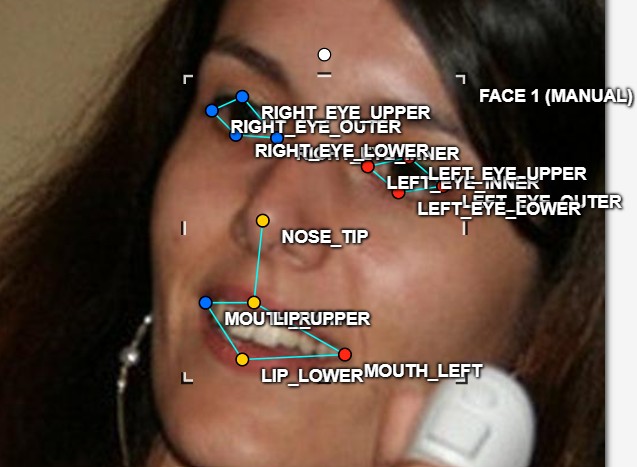 FACE 1 (MANUAL)
RIGHT_EYE_UPPER
RIGHT_EYE_OUTER
RIGHT_EYE_LOWER
LEFT_EYE_UPPER
LEFT_EYE_INNER
LEFT_EYE_OUTER
LEFT_EYE_LOWER
NOSE_TIP
LIP_UPPER
LIP_LOWER
MOUTH_LEFT